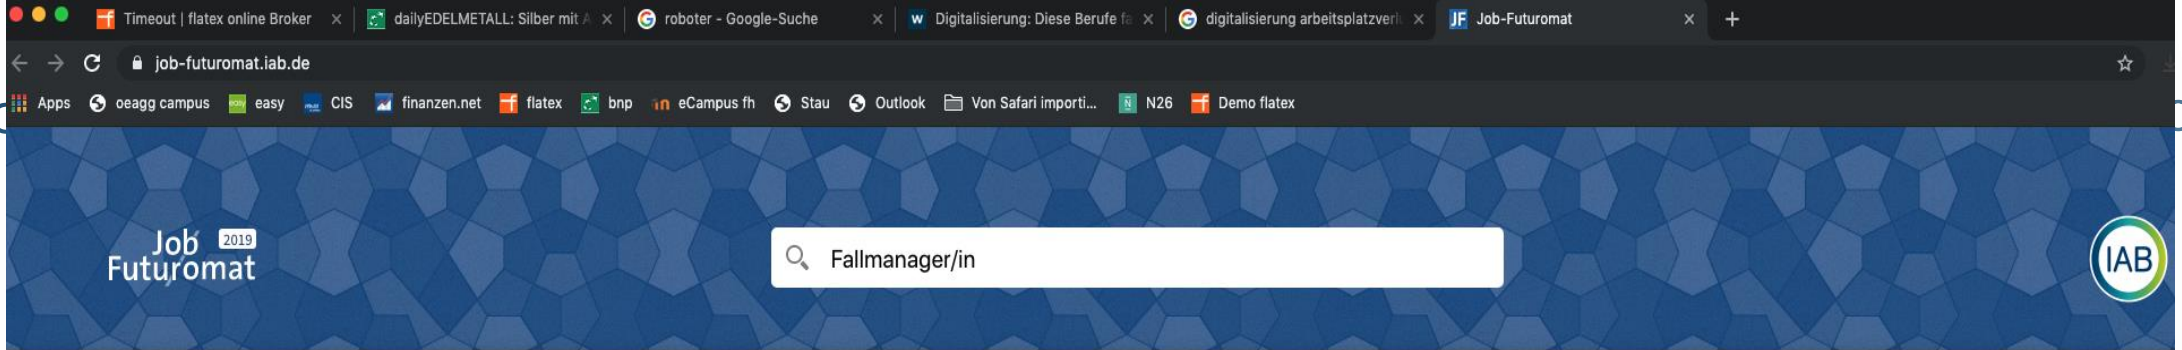 Timeout | flatex online Broker
dailyEDELMETALL: Silber mit A
roboter - Google-Suche
Digitalisierung: Diese Berufe fa
digitalisierung arbeitsplatzverl
Job-Futuromat
job-futuromat.iab.de
Apps oeagg campus easy CIS finanzen.net flatex bnp eCampus fh Stau Outlook Von Safari importi... N26 Demo flatex
Job 2019
Futuromat
Fallmanager/in
IAB